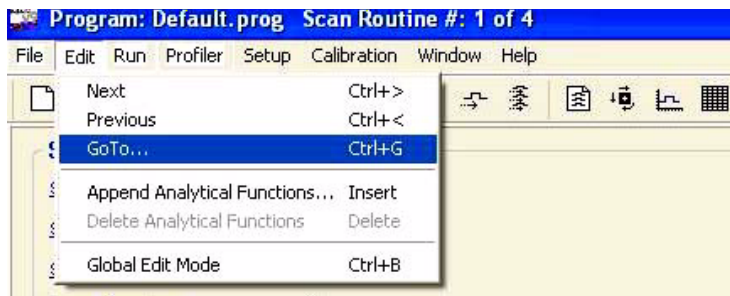 Program: Default.prog Scan Routine #: 1 of 4
File Edit Run Profiler Setup Calibration Window Help
Next Ctrl+>
Previous Ctrl+<
GoTo... Ctrl+G
Append Analytical Functions... Insert
Delete Analytical Functions Delete
Global Edit Mode Ctrl+B